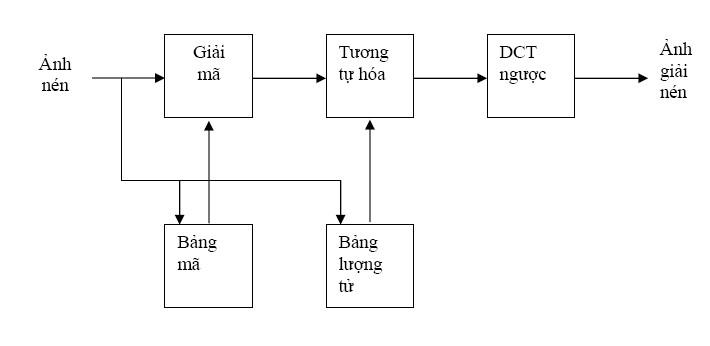 Ảnh
nén
Giải
mã
Tương
tự hóa
DCT
ngược
Ảnh
giải
nén
Bảng
mã
Bảng
lượng
tử